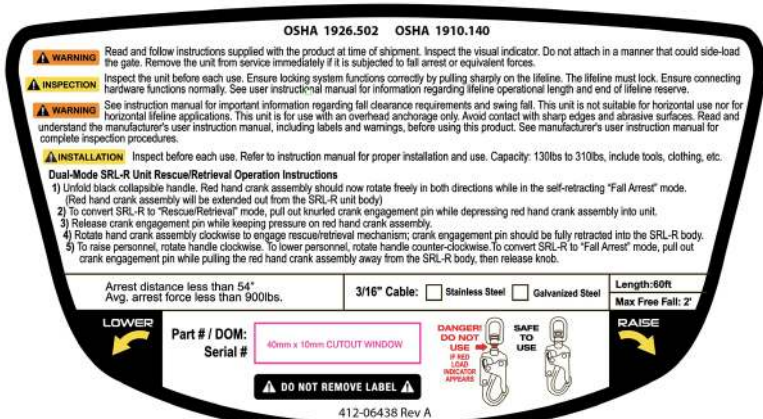 OSHA 1926.502 OSHA 1910.140
WARNING Read and follow instructions supplied with the product at time of shipment. Inspect the visual indicator. Do not attach in a manner that could side-load
the gate. Remove the unit from service immediately if it is subjected to fall arrest or equivalent forces.
INSPECTION Inspect the unit before each use. Ensure locking system functions correctly by pulling sharply on the lifeline. The lifeline must lock. Ensure connecting
hardware functions normally. See user instructional manual for information regarding lifeline operational length and end of lifeline reserve.
WARNING See instruction manual for important information regarding fall clearance requirements and swing fall. This unit is not suitable for horizontal use nor for
horizontal lifeline applications. This unit is for use with an overhead anchorage only. Avoid contact with sharp edges and abrasive surfaces. Read and
understand the manufacturer's user instruction manual, including labels and warnings, before using this product. See manufacturer's user instruction manual for
complete inspection procedures.
INSTALLATION Inspect before each use. Refer to instruction manual for proper installation and use. Capacity: 130lbs to 310lbs, include tools, clothing, etc.
Dual-Mode SRL-R Unit Rescue/Retrieval Operation Instructions
1) Unfold black collapsible handle. Red hand crank assembly should now rotate freely in both directions while in the self-retracting "Fall Arrest" mode.
(Red hand crank assembly will be extended out from the SRL-R unit body)
2) To convert SRL-R to "Rescue/Retrieval" mode, pull out knurled crank engagement pin while depressing red hand crank assembly into unit.
3) Release crank engagement pin while keeping pressure on red hand crank assembly.
4) Rotate hand crank assembly clockwise to engage rescue/retrieval mechanism; crank engagement pin should be fully retracted into the SRL-R body.
5) To raise personnel, rotate handle clockwise. To lower personnel, rotate handle counter-clockwise.To convert SRL-R to "Fall Arrest" mode, pull out
crank engagement pin while pulling the red hand crank assembly away from the SRL-R body, then release knob.
Arrest distance less than 54"
Avg. arrest force less than 900lbs.
3/16" Cable: Stainless Steel Galvanized Steel
Length:60ft
Max Free Fall: 2'
LOWER
Part # / DOM:
Serial #
40mm x 10mm CUTOUT WINDOW
DO NOT REMOVE LABEL
DANGER!
DO NOT
USE
IF RED
LOAD
INDICATOR
APPEARS
SAFE
TO
USE
RAISE
412-06438 Rev A